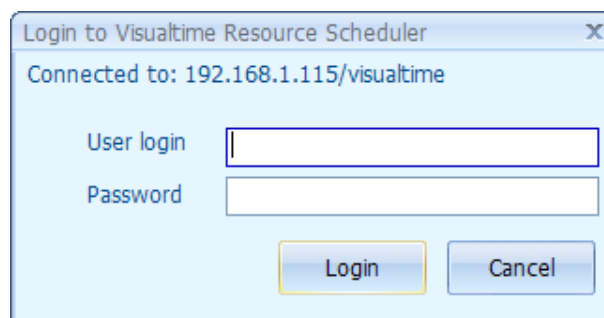 Login to Visualtime Resource Scheduler
Connected to: 192.168.1.115/visualtime
User login
Password
Login Cancel